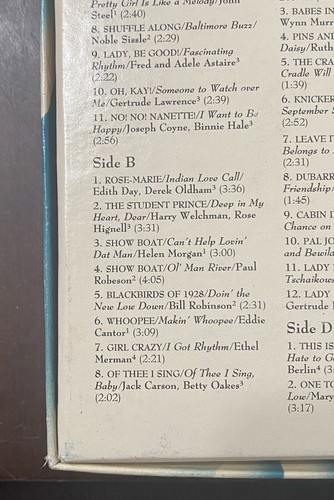 Pretty Girl Is Like a Melody/John
Steel¹ (2:40)
8. SHUFFLE ALONG/Baltimore Buzz/
Noble Sissle² (2:29)
9. LADY, BE GOOD!/Fascinating
Rhythm/Fred and Adele Astaire³
(2:22)
10. OH, KAY!/Someone to Watch over
Me/Gertrude Lawrence³ (2:39)
11. NO! NO! NANETTE!/I Want to Be
Happy/Joseph Coyne, Binnie Hale³
(2:56)
Side B
1. ROSE-MARIE/Indian Love Call/
Edith Day, Derek Oldham³ (3:36)
2. THE STUDENT PRINCE/Deep in My
Heart, Dear/Harry Welchman, Rose
Hignell³ (3:31)
3. SHOW BOAT/Can't Help Lovin'
Dat Man/Helen Morgan¹ (3:00)
4. SHOW BOAT/Ol' Man River/Paul
Robeson² (4:05)
5. BLACKBIRDS OF 1928/Doin' the
New Low Down/Bill Robinson² (2:31)
6. WHOOPEE/Makin' Whoopee/Eddie
Cantor¹ (3:09)
7. GIRL CRAZY/I Got Rhythm/Ethel
Merman⁴ (2:21)
8. OF THEE I SING/Of Thee I Sing,
Baby/Jack Carson, Betty Oakes³
(2:02)
3. BABES IN
Wynn Murr
4. PINS AN
Daisy/Ruth
5. THE CRA
Cradle Will
(1:39)
6. KNICKER
September S
(2:52)
7. LEAVE I
Belongs to
(2:31)
8. DUBARR
Friendship/
(1:45)
9. CABIN
Chance on
10. PAL JO
and Bewila
11. LADY
Tschaikows
12. LADY
Gertrude
Side D
1. THIS IS
Hate to G
Berlin⁴ (3:
2. ONE TO
Low/Mary
(3:17)